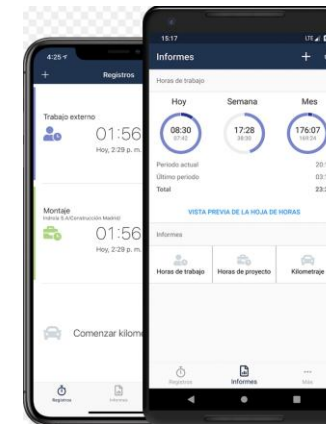 4:25
+ Registros
Trabajo externo
01:56
Hoy, 2:29 p. m.
Montaje
01:56
Hoy, 2:29 p. m.
Comenzar kilom
Registros
Informes
15:17
LTE
Informes +
Horas de trabajo
Hoy Semana Mes
08:30 17:28 176:07
07:42
Periodo actual
Último periodo
Total
VISTA PREVIA DE LA HOJA DE HORAS
Informes
Horas de trabajo Horas de proyecto Kilometraje
Registros Informes Más